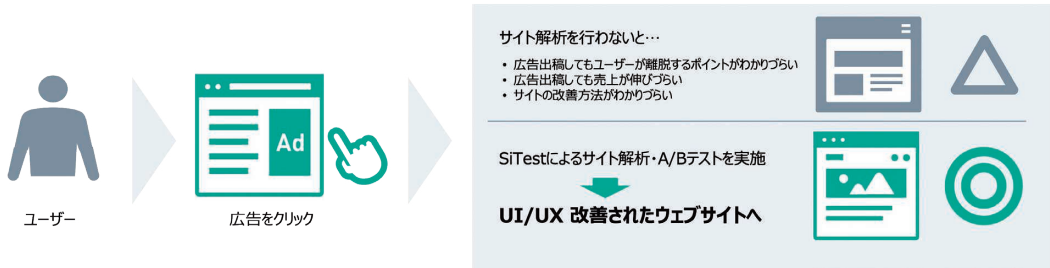 ユーザー
Ad
広告をクリック
サイト解析を行わないと…
• 広告出稿してもユーザーが離脱するポイントがわかりづらい
• 広告出稿しても売上が伸びづらい
• サイトの改善方法がわかりづらい
SiTestによるサイト解析・A/Bテストを実施
UI/UX 改善されたウェブサイトへ